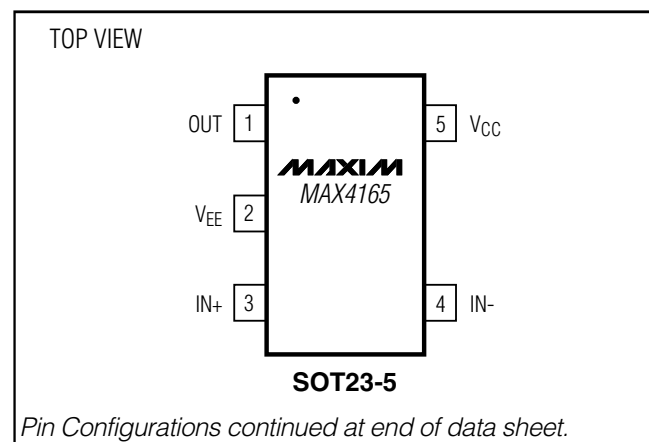 TOP VIEW
OUT 1
5 VCC
MAXIM
MAX4165
VEE 2
IN+ 3
4 IN-
SOT23-5
Pin Configurations continued at end of data sheet.